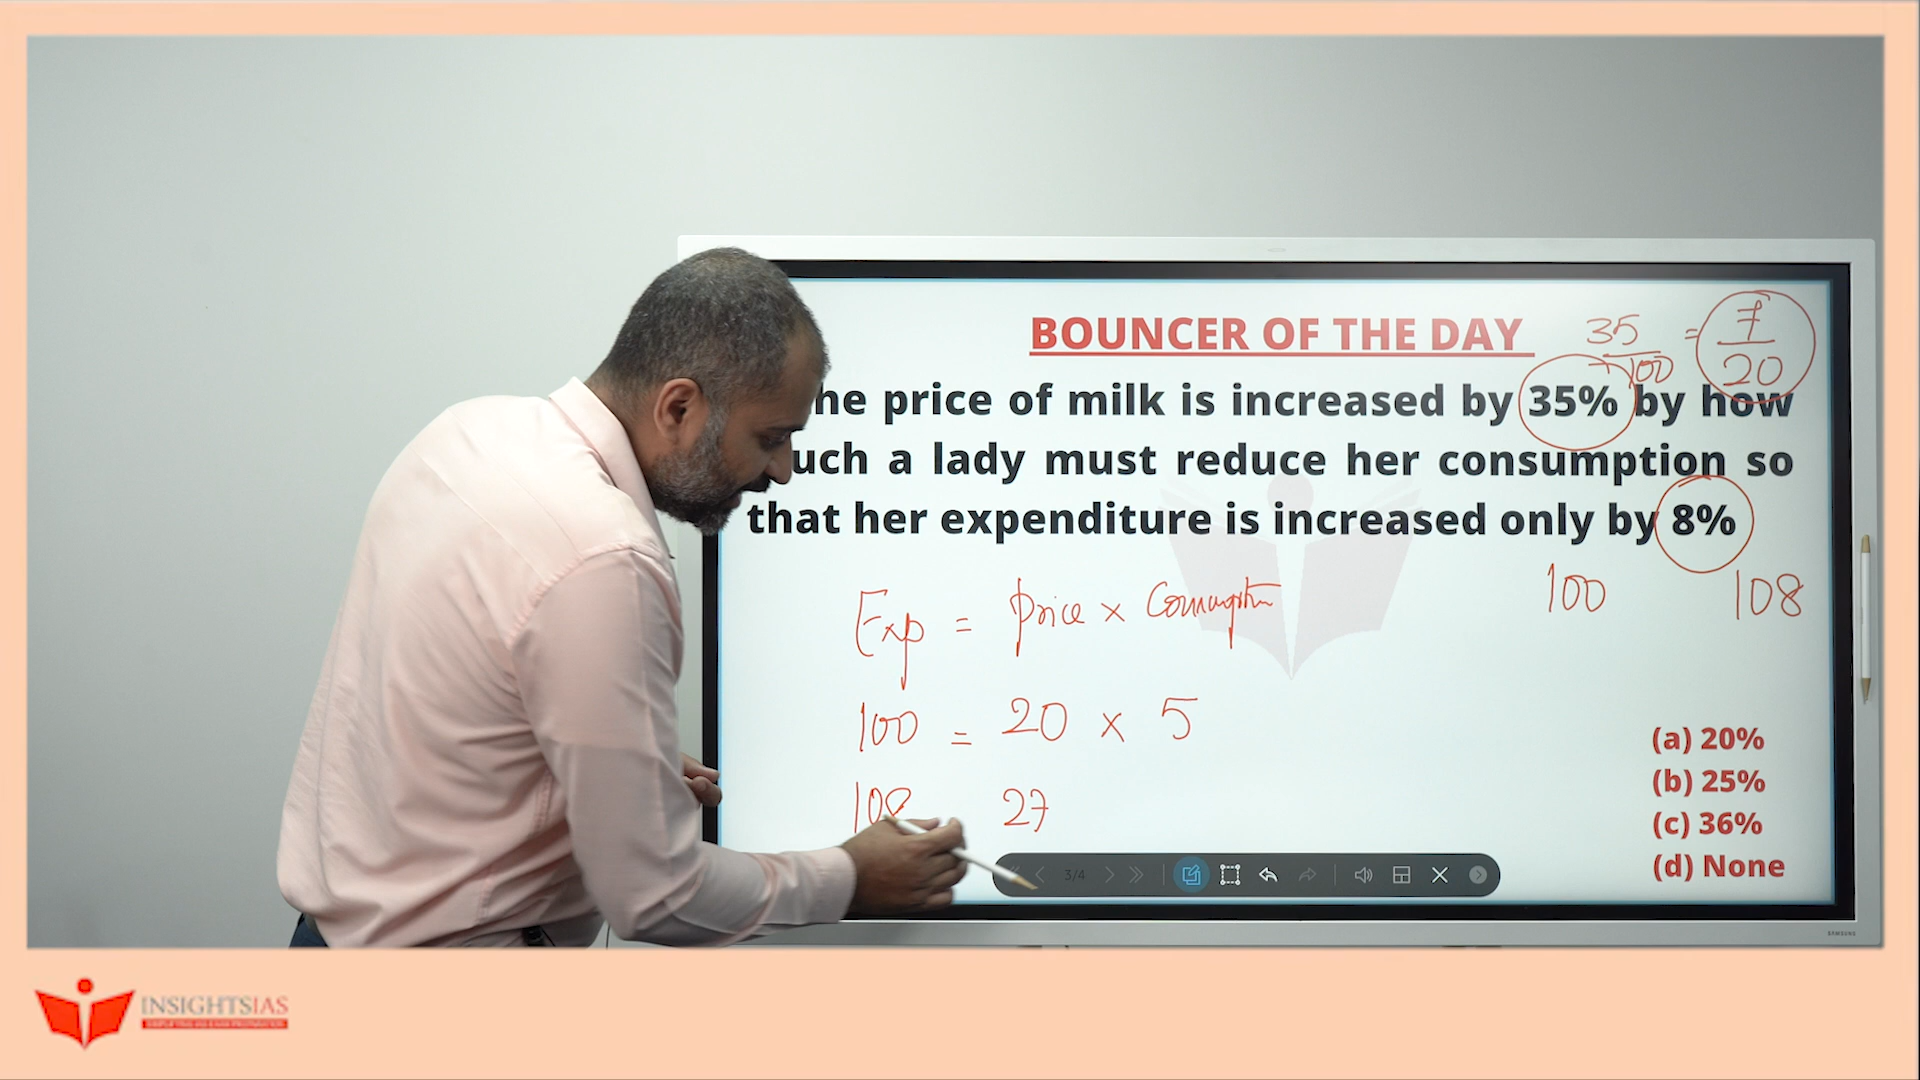 BOUNCER OF THE DAY
35/100 = 7/20
he price of milk is increased by 35% by how
uch a lady must reduce her consumption so
that her expenditure is increased only by 8%
100 108
Exp = price × Consumption
100 = 20 × 5
108 27
(a) 20%
(b) 25%
(c) 36%
(d) None
3/4
SAMSUNG
INSIGHTSIAS